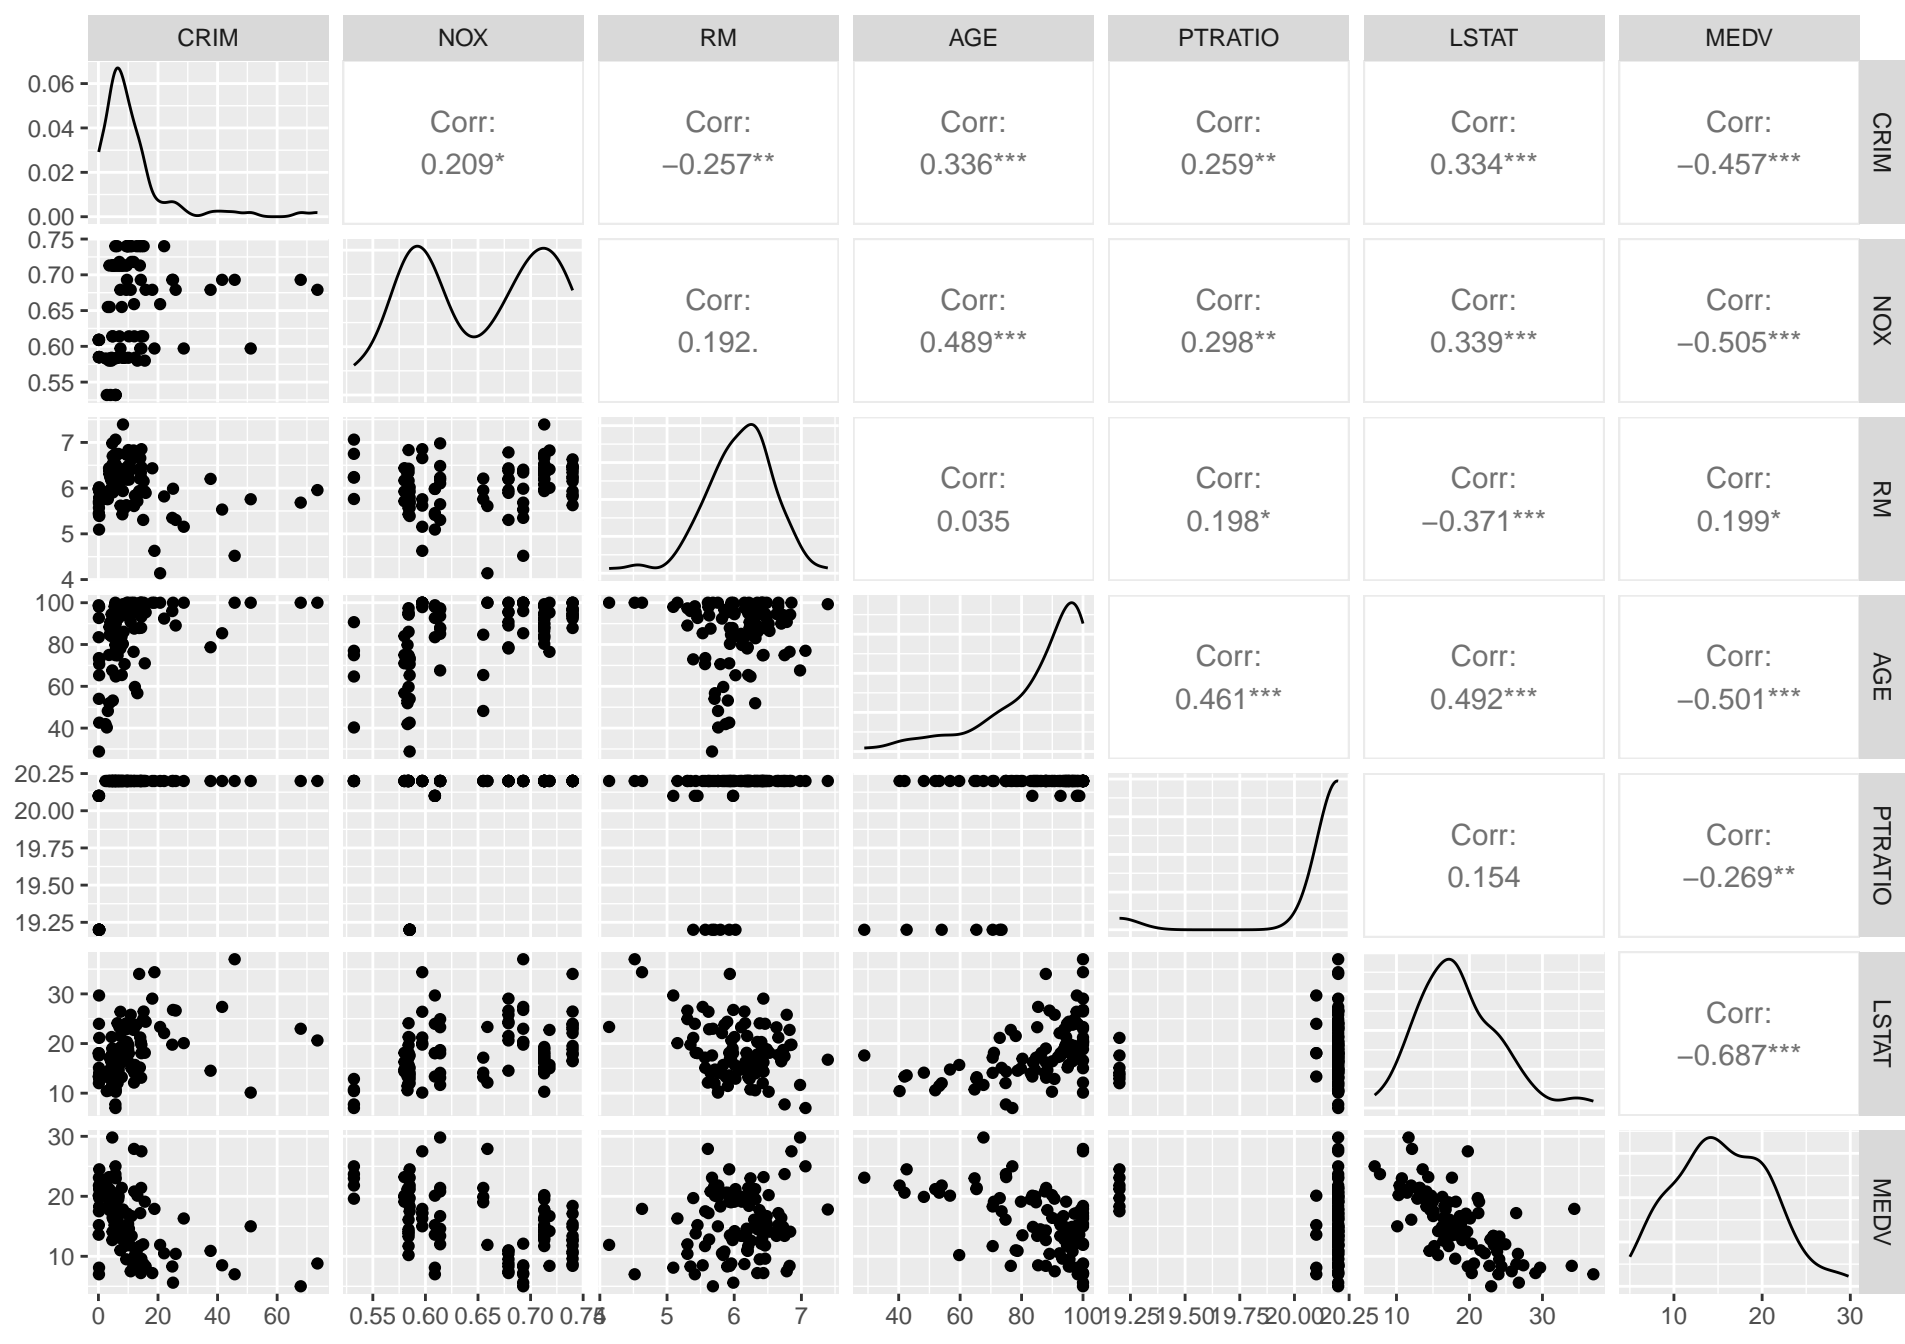 CRIM NOX RM AGE PTRATIO LSTAT MEDV
0.06
0.04
0.02
0.00
Corr:
0.209*
Corr:
−0.257**
Corr:
0.336***
Corr:
0.259**
Corr:
0.334***
Corr:
−0.457***
CRIM
0.75
0.70
0.65
0.60
0.55
Corr:
0.192.
Corr:
0.489***
Corr:
0.298**
Corr:
0.339***
Corr:
−0.505***
NOX
7
6
5
4
Corr:
0.035
Corr:
0.198*
Corr:
−0.371***
Corr:
0.199*
RM
100
80
60
40
Corr:
0.461***
Corr:
0.492***
Corr:
−0.501***
AGE
20.25
20.00
19.75
19.50
19.25
Corr:
0.154
Corr:
−0.269**
PTRATIO
30
20
10
Corr:
−0.687***
LSTAT
30
20
10
MEDV
0 20 40 60
0.55 0.60 0.65 0.70 0.75
4 5 6 7
40 60 80 100
19.25 19.50 19.75 20.00 20.25
10 20 30
10 20 30